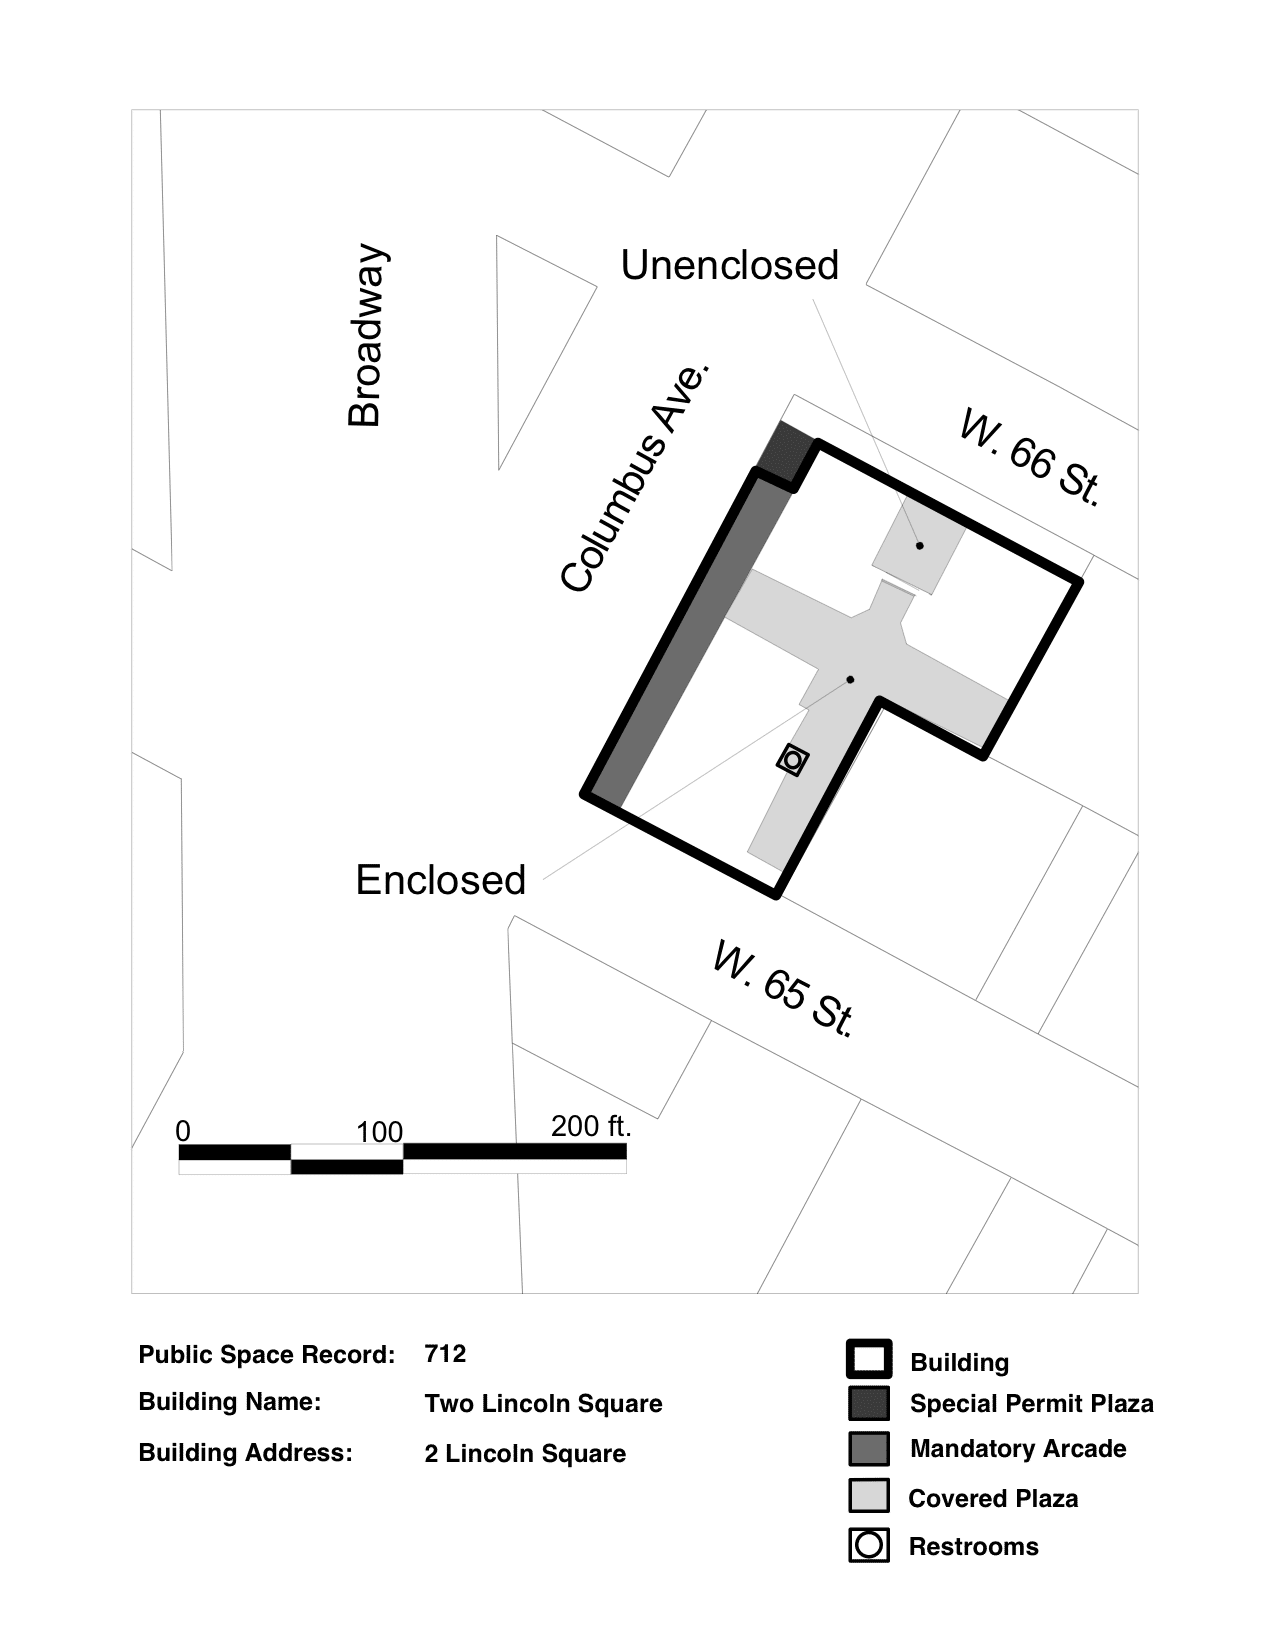 Unenclosed
Broadway
Columbus Ave.
W. 66 St.
Enclosed
W. 65 St.
0 100 200 ft.
Public Space Record: 712
Building Name: Two Lincoln Square
Building Address: 2 Lincoln Square
Building
Special Permit Plaza
Mandatory Arcade
Covered Plaza
Restrooms